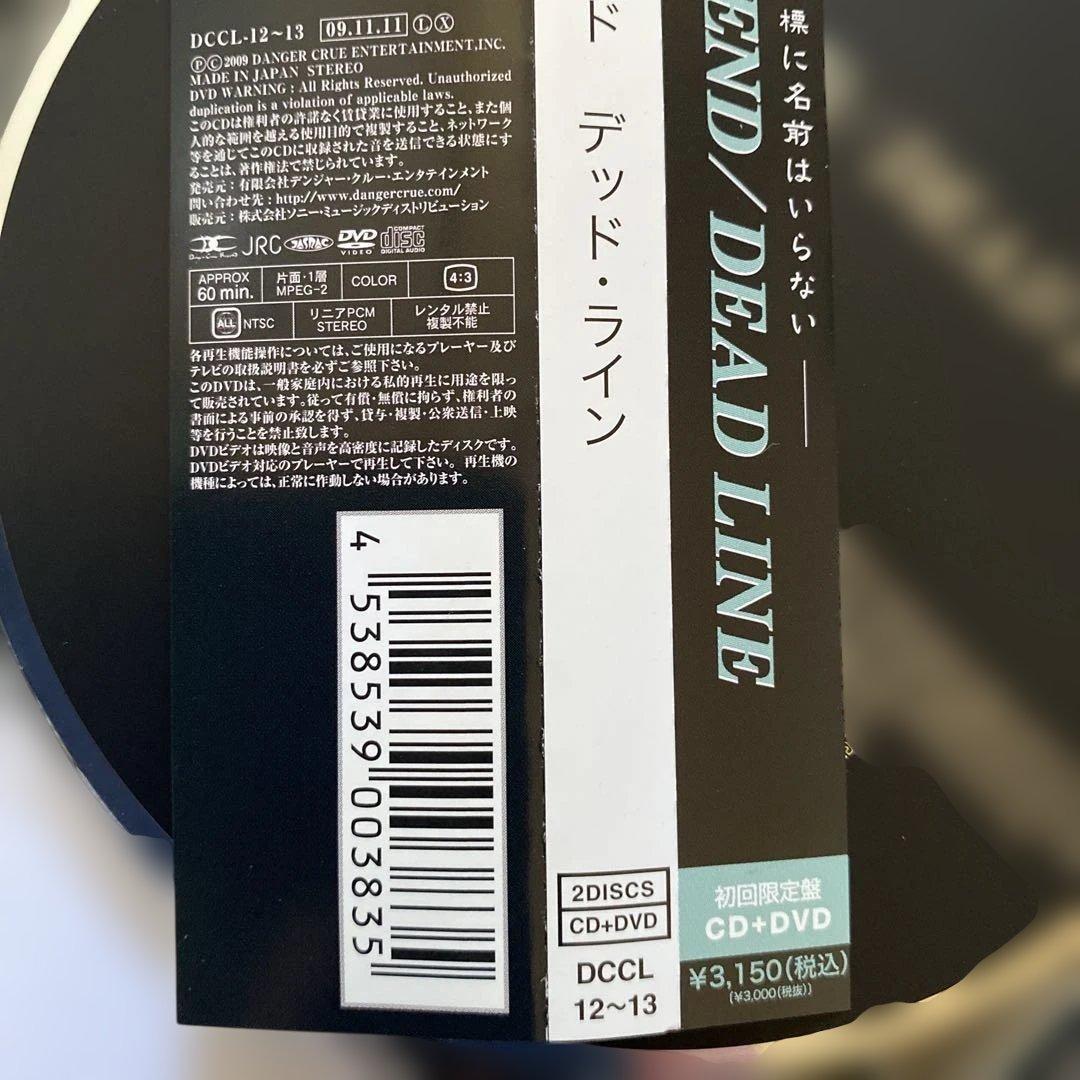 DCCL-12~13 09.11.11 Ⓛ Ⓧ
ⓅⒸ2009 DANGER CRUE ENTERTAINMENT,INC.
MADE IN JAPAN STEREO
DVD WARNING : All Rights Reserved. Unauthorized
duplication is a violation of applicable laws.
このCDは権利者の許諾なく賃貸業に使用すること、また個
人的な範囲を越える使用目的で複製すること、ネットワーク
等を通じてこのCDに収録された音を送信できる状態にす
ることは、著作権法で禁じられています。
発売元：有限会社デンジャー・クルー・エンタテインメント
問い合わせ先：http://www.dangercrue.com/
販売元：株式会社ソニー・ミュージックディストリビューション
JRC JASRAC DVD VIDEO COMPACT disc DIGITAL AUDIO
APPROX 60 min. 片面・1層 MPEG-2 COLOR 4:3
ALL NTSC リニアPCM STEREO レンタル禁止 複製不能
各再生機能操作については、ご使用になるプレーヤー及び
テレビの取扱説明書を必ずご参照下さい。
このDVDは、一般家庭内における私的再生に用途を限っ
て販売されています。従って有償・無償に拘らず、権利者の
書面による事前の承認を得ず、貸与・複製・公衆送信・上映
等を行うことを禁止致します。
DVDビデオは映像と音声を高密度に記録したディスクです。
DVDビデオ対応のプレーヤーで再生して下さい。再生機の
機種によっては、正常に作動しない場合があります。
4 538539 003835
ド デッド・ライン
2DISCS
CD+DVD
DCCL
12~13
標に名前はいらない――
END/DEAD LINE
初回限定盤
CD+DVD
¥3,150(税込)
[¥3,000(税抜)]